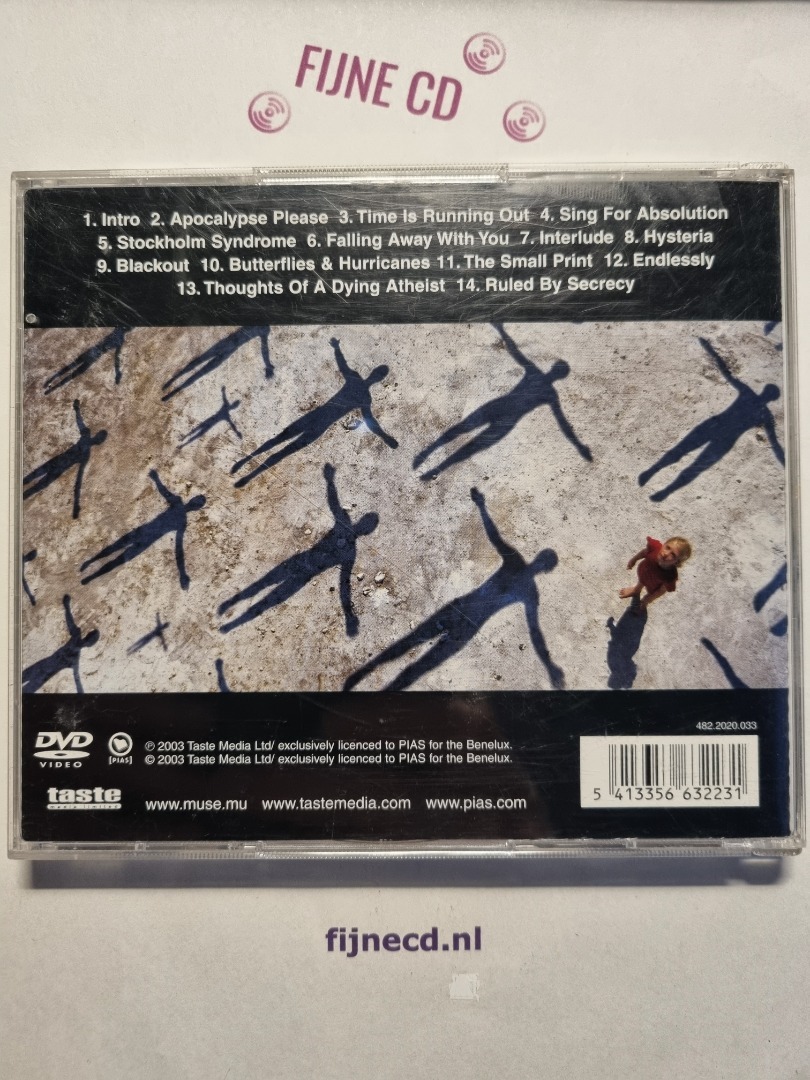 FIJNE CD
1. Intro 2. Apocalypse Please 3. Time Is Running Out 4. Sing For Absolution
5. Stockholm Syndrome 6. Falling Away With You 7. Interlude 8. Hysteria
9. Blackout 10. Butterflies & Hurricanes 11. The Small Print 12. Endlessly
13. Thoughts Of A Dying Atheist 14. Ruled By Secrecy
482.2020.033
DVD
VIDEO
[PIAS]
℗ 2003 Taste Media Ltd/ exclusively licenced to PIAS for the Benelux.
© 2003 Taste Media Ltd/ exclusively licenced to PIAS for the Benelux.
taste
media limited
www.muse.mu www.tastemedia.com www.pias.com
5 413356 632231
fijnecd.nl